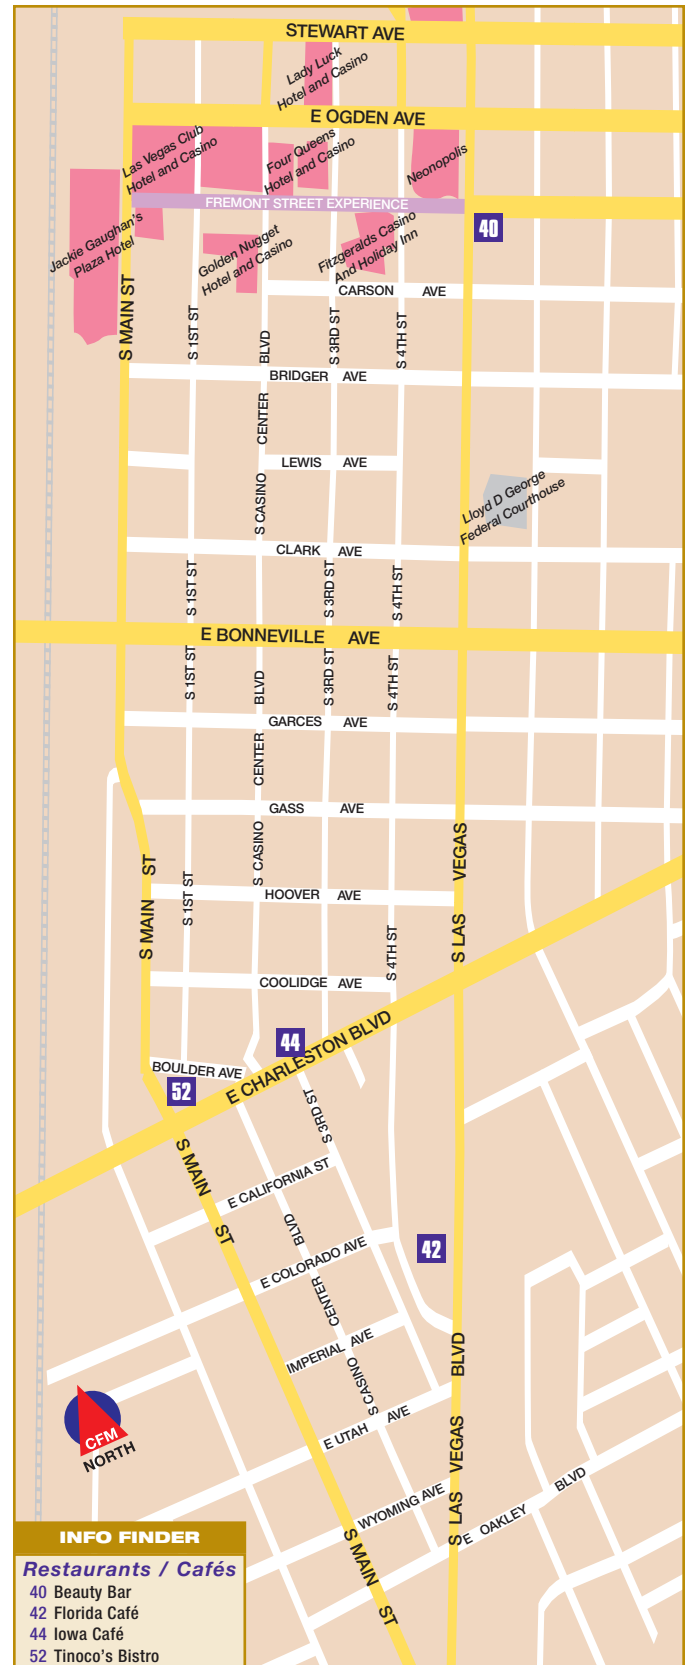 STEWART AVE
Lady Luck
Hotel and Casino
E OGDEN AVE
Las Vegas Club
Hotel and Casino
Four Queens
Hotel and Casino
Neonopolis
FREMONT STREET EXPERIENCE
40
Jackie Gaughan's
Plaza Hotel
Golden Nugget
Hotel and Casino
Fitzgeralds Casino
And Holiday Inn
CARSON AVE
S MAIN ST
S 1ST ST
BLVD
S 3RD ST
S 4TH ST
BRIDGER AVE
CENTER
LEWIS AVE
S CASINO
Lloyd D George
Federal Courthouse
CLARK AVE
S 1ST ST
S 3RD ST
S 4TH ST
E BONNEVILLE AVE
S 1ST ST
BLVD
S 3RD ST
S 4TH ST
GARCES AVE
CENTER
GASS AVE
S CASINO
S LAS VEGAS
S MAIN ST
S 1ST ST
HOOVER AVE
S 4TH ST
COOLIDGE AVE
44
E CHARLESTON BLVD
BOULDER AVE
52
S 3RD ST
S MAIN ST
E CALIFORNIA ST
BLVD
42
E COLORADO AVE
CENTER
IMPERIAL AVE
S CASINO
S LAS VEGAS BLVD
E UTAH AVE
CFM
NORTH
WYOMING AVE
E OAKLEY BLVD
S MAIN ST
INFO FINDER
Restaurants / Cafés
40 Beauty Bar
42 Florida Café
44 Iowa Café
52 Tinoco's Bistro